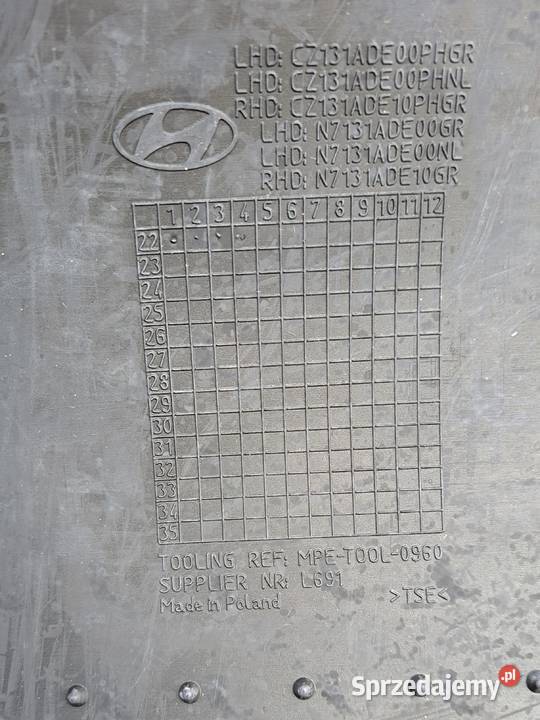 LHD: CZ131ADE00PHGR
LHD: CZ131ADE00PHNL
RHD: CZ131ADE10PHGR
LHD: N7131ADE00GR
LHD: N7131ADE00NL
RHD: N7131ADE10GR
1 2 3 4 5 6 7 8 9 10 11 12
22
23
24
25
26
27
28
29
30
31
32
33
34
35
TOOLING REF: MPE-TOOL-0960
SUPPLIER NR: L691
Made in Poland >TSE<
Sprzedajemy.pl